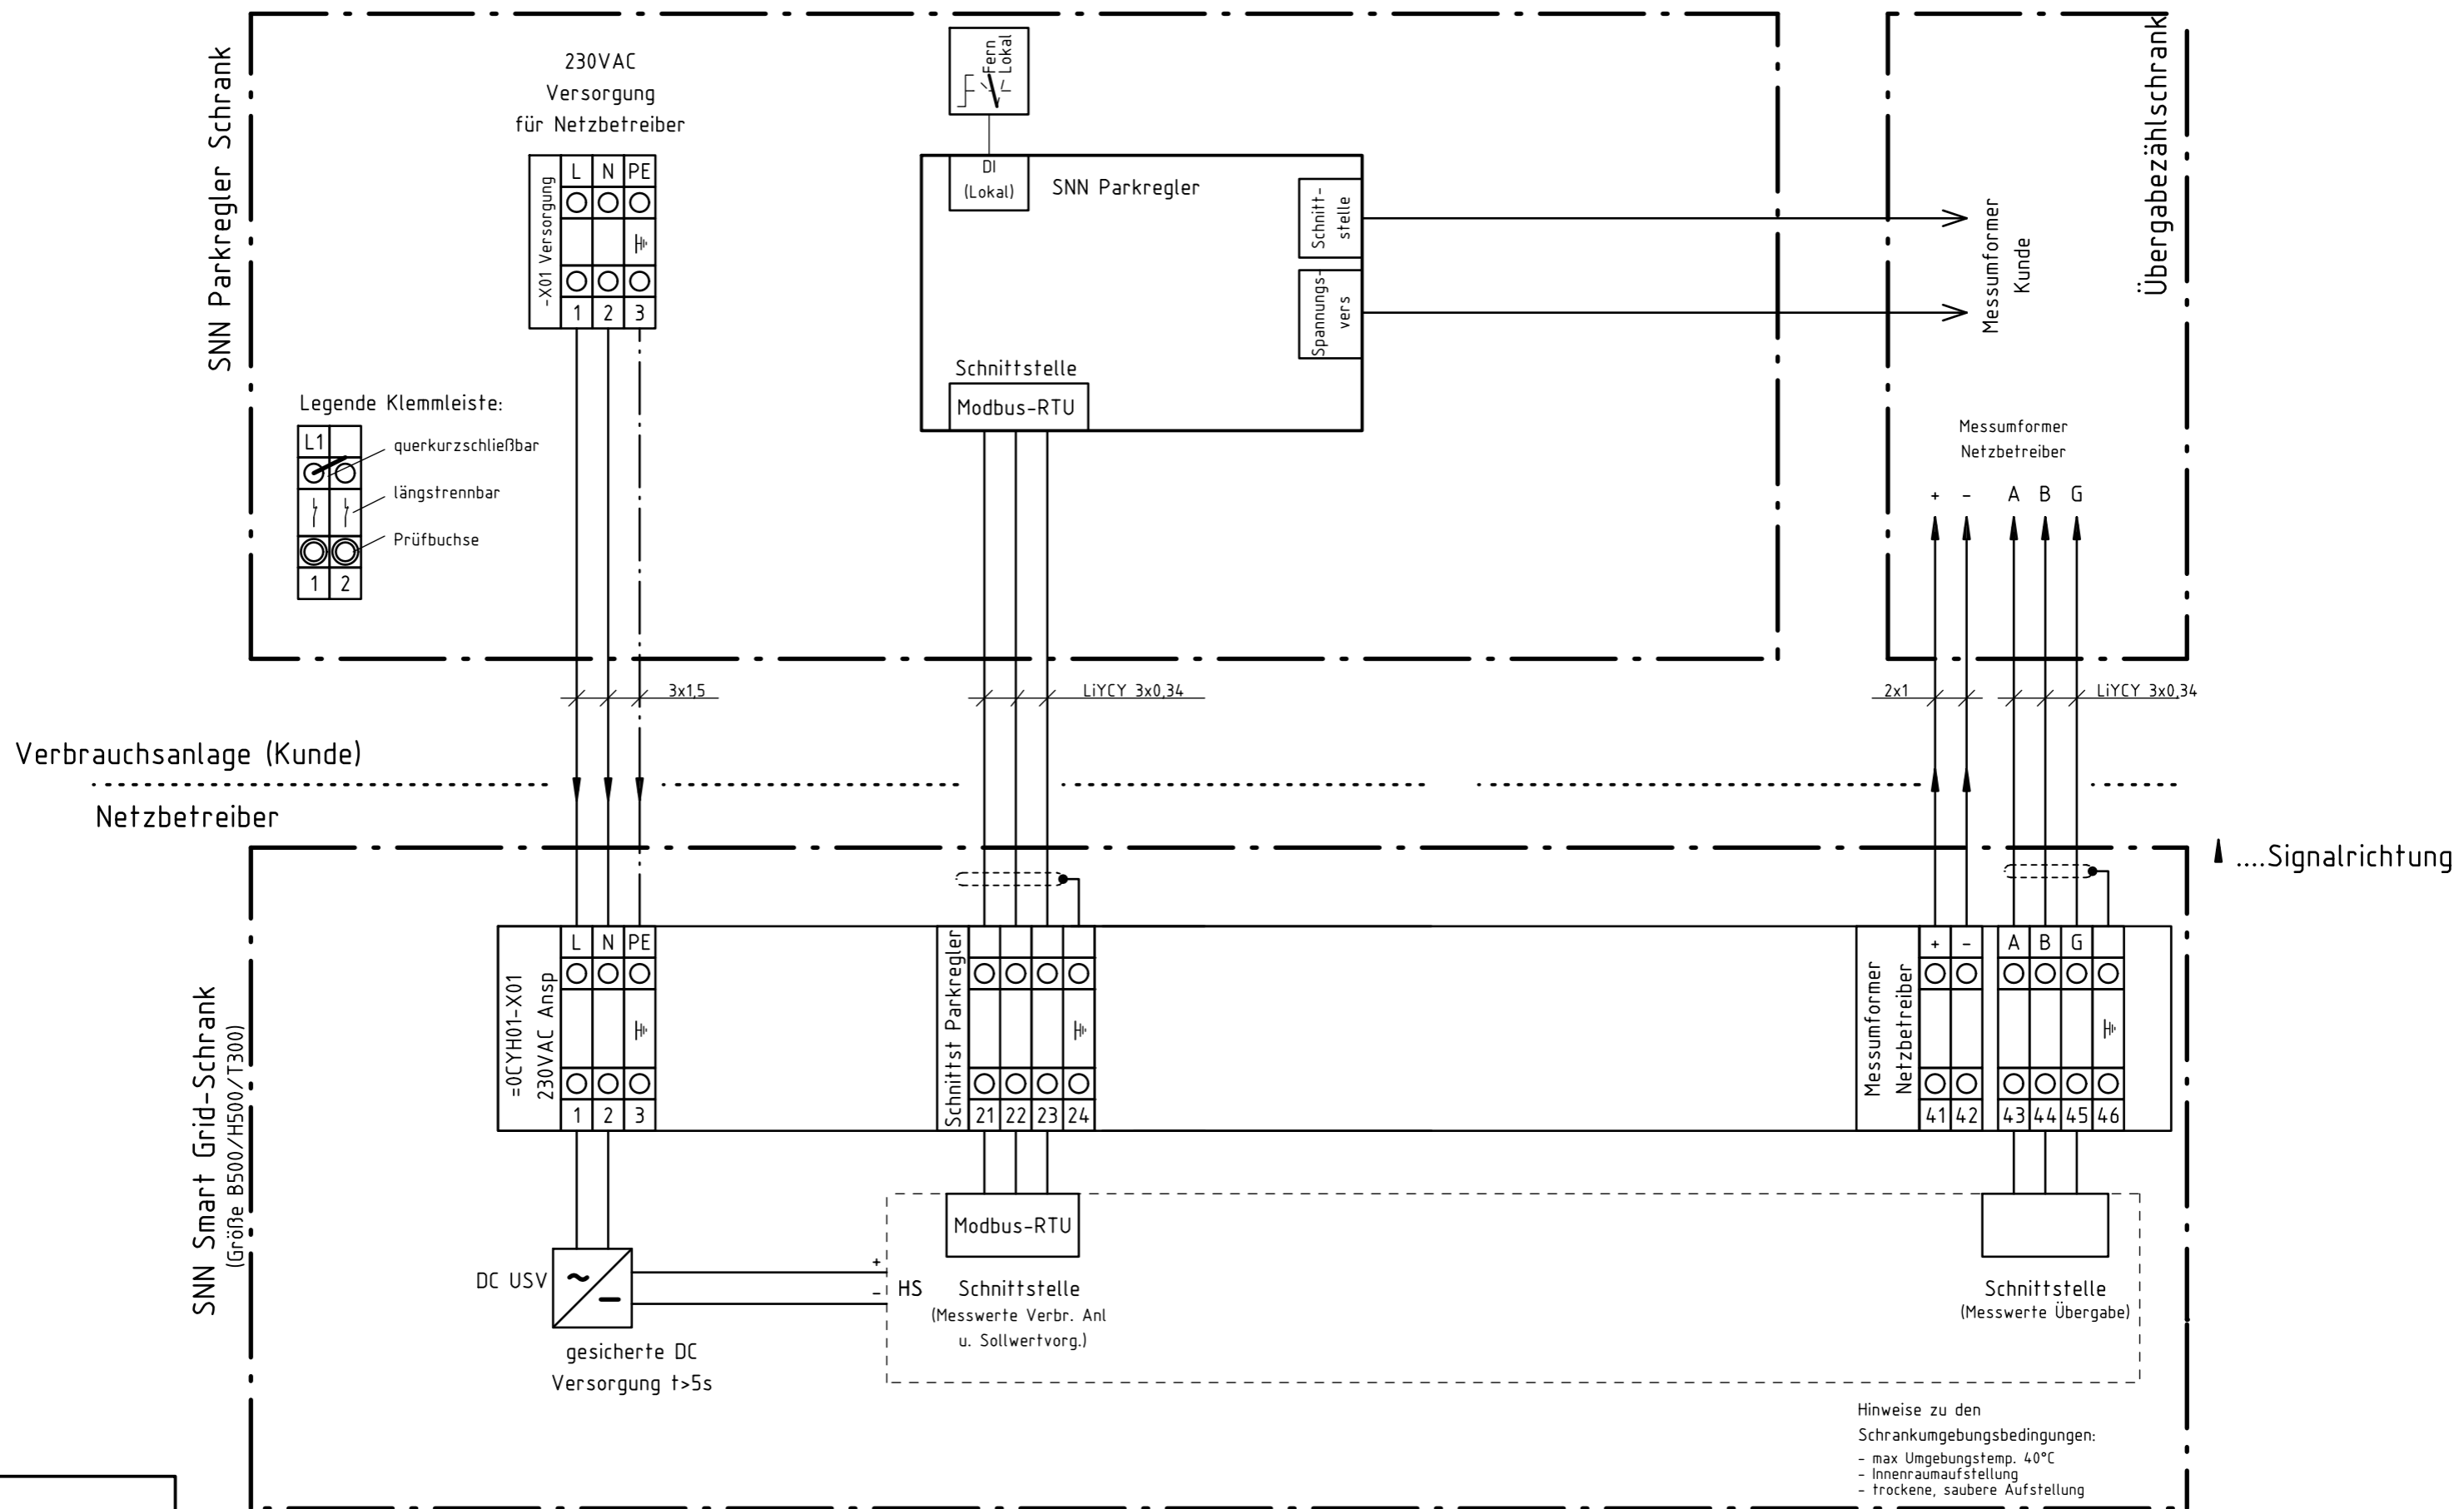 SNN Parkregler Schrank
230VAC
Versorgung
für Netzbetreiber
-X01 Versorgung
L N PE
1 2 3
Fern
Lokal
DI
(Lokal)
SNN Parkregler
Schnitt-
stelle
Spannungs-
vers
Schnittstelle
Modbus-RTU
Übergabezählschrank
Messumformer
Kunde
Messumformer
Netzbetreiber
+ - A B G
Legende Klemmleiste:
L1
querkurzschließbar
längstrennbar
Prüfbuchse
1 2
3x1,5
LiYCY 3x0,34
2x1
LiYCY 3x0,34
Verbrauchsanlage (Kunde)
Netzbetreiber
....Signalrichtung
SNN Smart Grid-Schrank
(Größe B500/H500/T300)
=0CYH01-X01
230VAC Ansp
L N PE
1 2 3
Schnittst Parkregler
21 22 23 24
Messumformer
Netzbetreiber
+ - A B G
41 42 43 44 45 46
DC USV
gesicherte DC
Versorgung t>5s
+
-
HS
Modbus-RTU
Schnittstelle
(Messwerte Verbr. Anl
u. Sollwertvorg.)
Schnittstelle
(Messwerte Übergabe)
Hinweise zu den
Schrankumgebungsbedingungen:
- max Umgebungstemp. 40°C
- Innenraumaufstellung
- trockene, saubere Aufstellung